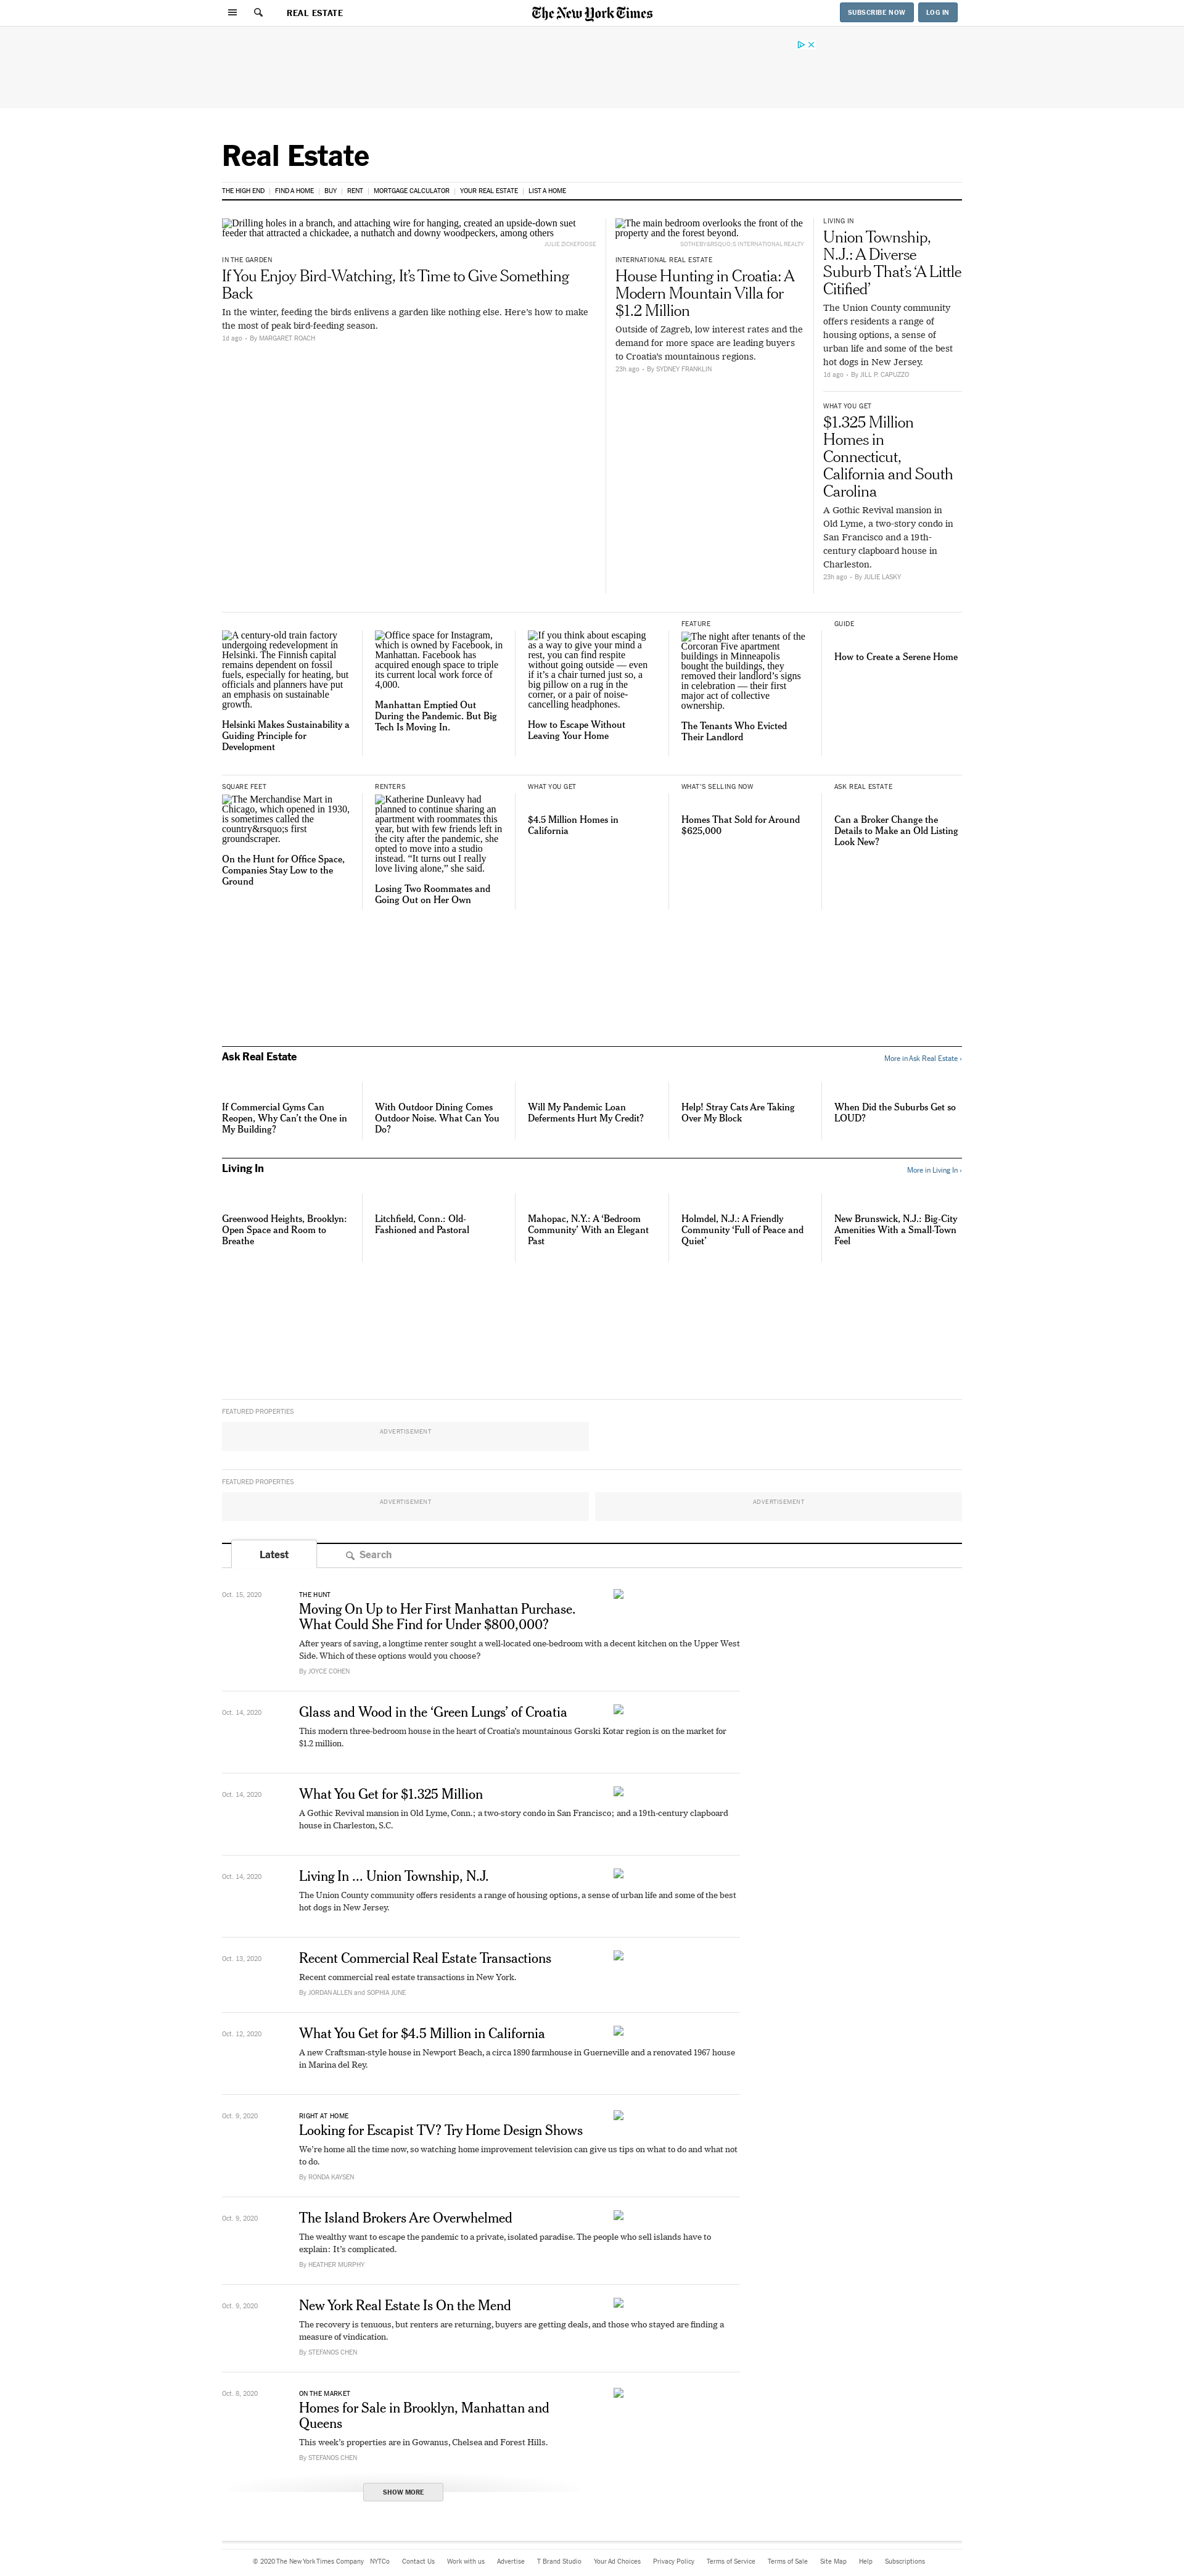 REAL ESTATE
The New York Times
SUBSCRIBE NOW
LOG IN
Real Estate
THE HIGH END | FIND A HOME | BUY | RENT | MORTGAGE CALCULATOR | YOUR REAL ESTATE | LIST A HOME
Drilling holes in a branch, and attaching wire for hanging, created an upside-down suet
feeder that attracted a chickadee, a nuthatch and downy woodpeckers, among others
JULIE ZICKEFOOSE
IN THE GARDEN
If You Enjoy Bird-Watching, It's Time to Give Something
Back
In the winter, feeding the birds enlivens a garden like nothing else. Here's how to make
the most of peak bird-feeding season.
1d ago • By MARGARET ROACH
The main bedroom overlooks the front of the
property and the forest beyond.
SOTHEBY&RSQUO;S INTERNATIONAL REALTY
INTERNATIONAL REAL ESTATE
House Hunting in Croatia: A
Modern Mountain Villa for
$1.2 Million
Outside of Zagreb, low interest rates and the
demand for more space are leading buyers
to Croatia's mountainous regions.
23h ago • By SYDNEY FRANKLIN
LIVING IN
Union Township,
N.J.: A Diverse
Suburb That's 'A Little
Citified'
The Union County community
offers residents a range of
housing options, a sense of
urban life and some of the best
hot dogs in New Jersey.
1d ago • By JILL P. CAPUZZO
WHAT YOU GET
$1.325 Million
Homes in
Connecticut,
California and South
Carolina
A Gothic Revival mansion in
Old Lyme, a two-story condo in
San Francisco and a 19th-
century clapboard house in
Charleston.
23h ago • By JULIE LASKY
A century-old train factory
undergoing redevelopment in
Helsinki. The Finnish capital
remains dependent on fossil
fuels, especially for heating, but
officials and planners have put
an emphasis on sustainable
growth.
Helsinki Makes Sustainability a
Guiding Principle for
Development
Office space for Instagram,
which is owned by Facebook, in
Manhattan. Facebook has
acquired enough space to triple
its current local work force of
4,000.
Manhattan Emptied Out
During the Pandemic. But Big
Tech Is Moving In.
If you think about escaping
as a way to give your mind a
rest, you can find respite
without going outside — even
if it's a chair turned just so, a
big pillow on a rug in the
corner, or a pair of noise-
cancelling headphones.
How to Escape Without
Leaving Your Home
FEATURE
The night after tenants of the
Corcoran Five apartment
buildings in Minneapolis
bought the buildings, they
removed their landlord's signs
in celebration — their first
major act of collective
ownership.
The Tenants Who Evicted
Their Landlord
GUIDE
How to Create a Serene Home
SQUARE FEET
The Merchandise Mart in
Chicago, which opened in 1930,
is sometimes called the
country&rsquo;s first
groundscraper.
On the Hunt for Office Space,
Companies Stay Low to the
Ground
RENTERS
Katherine Dunleavy had
planned to continue sharing an
apartment with roommates this
year, but with few friends left in
the city after the pandemic, she
opted to move into a studio
instead. “It turns out I really
love living alone,” she said.
Losing Two Roommates and
Going Out on Her Own
WHAT YOU GET
$4.5 Million Homes in
California
WHAT'S SELLING NOW
Homes That Sold for Around
$625,000
ASK REAL ESTATE
Can a Broker Change the
Details to Make an Old Listing
Look New?
Ask Real Estate
More in Ask Real Estate ›
If Commercial Gyms Can
Reopen, Why Can't the One in
My Building?
With Outdoor Dining Comes
Outdoor Noise. What Can You
Do?
Will My Pandemic Loan
Deferments Hurt My Credit?
Help! Stray Cats Are Taking
Over My Block
When Did the Suburbs Get so
LOUD?
Living In
More in Living In ›
Greenwood Heights, Brooklyn:
Open Space and Room to
Breathe
Litchfield, Conn.: Old-
Fashioned and Pastoral
Mahopac, N.Y.: A 'Bedroom
Community' With an Elegant
Past
Holmdel, N.J.: A Friendly
Community 'Full of Peace and
Quiet'
New Brunswick, N.J.: Big-City
Amenities With a Small-Town
Feel
FEATURED PROPERTIES
ADVERTISEMENT
FEATURED PROPERTIES
ADVERTISEMENT
ADVERTISEMENT
Latest
Search
Oct. 15, 2020
THE HUNT
Moving On Up to Her First Manhattan Purchase.
What Could She Find for Under $800,000?
After years of saving, a longtime renter sought a well-located one-bedroom with a decent kitchen on the Upper West
Side. Which of these options would you choose?
By JOYCE COHEN
Oct. 14, 2020
Glass and Wood in the 'Green Lungs' of Croatia
This modern three-bedroom house in the heart of Croatia's mountainous Gorski Kotar region is on the market for
$1.2 million.
Oct. 14, 2020
What You Get for $1.325 Million
A Gothic Revival mansion in Old Lyme, Conn.; a two-story condo in San Francisco; and a 19th-century clapboard
house in Charleston, S.C.
Oct. 14, 2020
Living In ... Union Township, N.J.
The Union County community offers residents a range of housing options, a sense of urban life and some of the best
hot dogs in New Jersey.
Oct. 13, 2020
Recent Commercial Real Estate Transactions
Recent commercial real estate transactions in New York.
By JORDAN ALLEN and SOPHIA JUNE
Oct. 12, 2020
What You Get for $4.5 Million in California
A new Craftsman-style house in Newport Beach, a circa 1890 farmhouse in Guerneville and a renovated 1967 house
in Marina del Rey.
Oct. 9, 2020
RIGHT AT HOME
Looking for Escapist TV? Try Home Design Shows
We're home all the time now, so watching home improvement television can give us tips on what to do and what not
to do.
By RONDA KAYSEN
Oct. 9, 2020
The Island Brokers Are Overwhelmed
The wealthy want to escape the pandemic to a private, isolated paradise. The people who sell islands have to
explain: It's complicated.
By HEATHER MURPHY
Oct. 9, 2020
New York Real Estate Is On the Mend
The recovery is tenuous, but renters are returning, buyers are getting deals, and those who stayed are finding a
measure of vindication.
By STEFANOS CHEN
Oct. 8, 2020
ON THE MARKET
Homes for Sale in Brooklyn, Manhattan and
Queens
This week's properties are in Gowanus, Chelsea and Forest Hills.
By STEFANOS CHEN
SHOW MORE
© 2020 The New York Times Company NYTCo Contact Us Work with us Advertise T Brand Studio Your Ad Choices Privacy Policy Terms of Service Terms of Sale Site Map Help Subscriptions